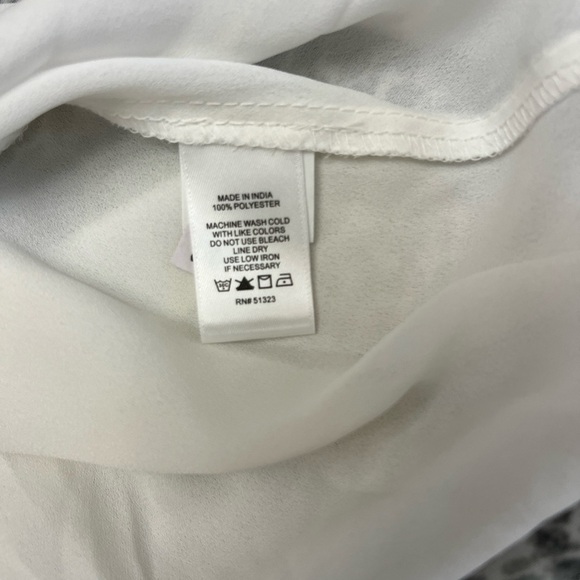 MADE IN INDIA
100% POLYESTER
MACHINE WASH COLD
WITH LIKE COLORS
DO NOT USE BLEACH
LINE DRY
USE LOW IRON
IF NECESSARY
RN# 51323